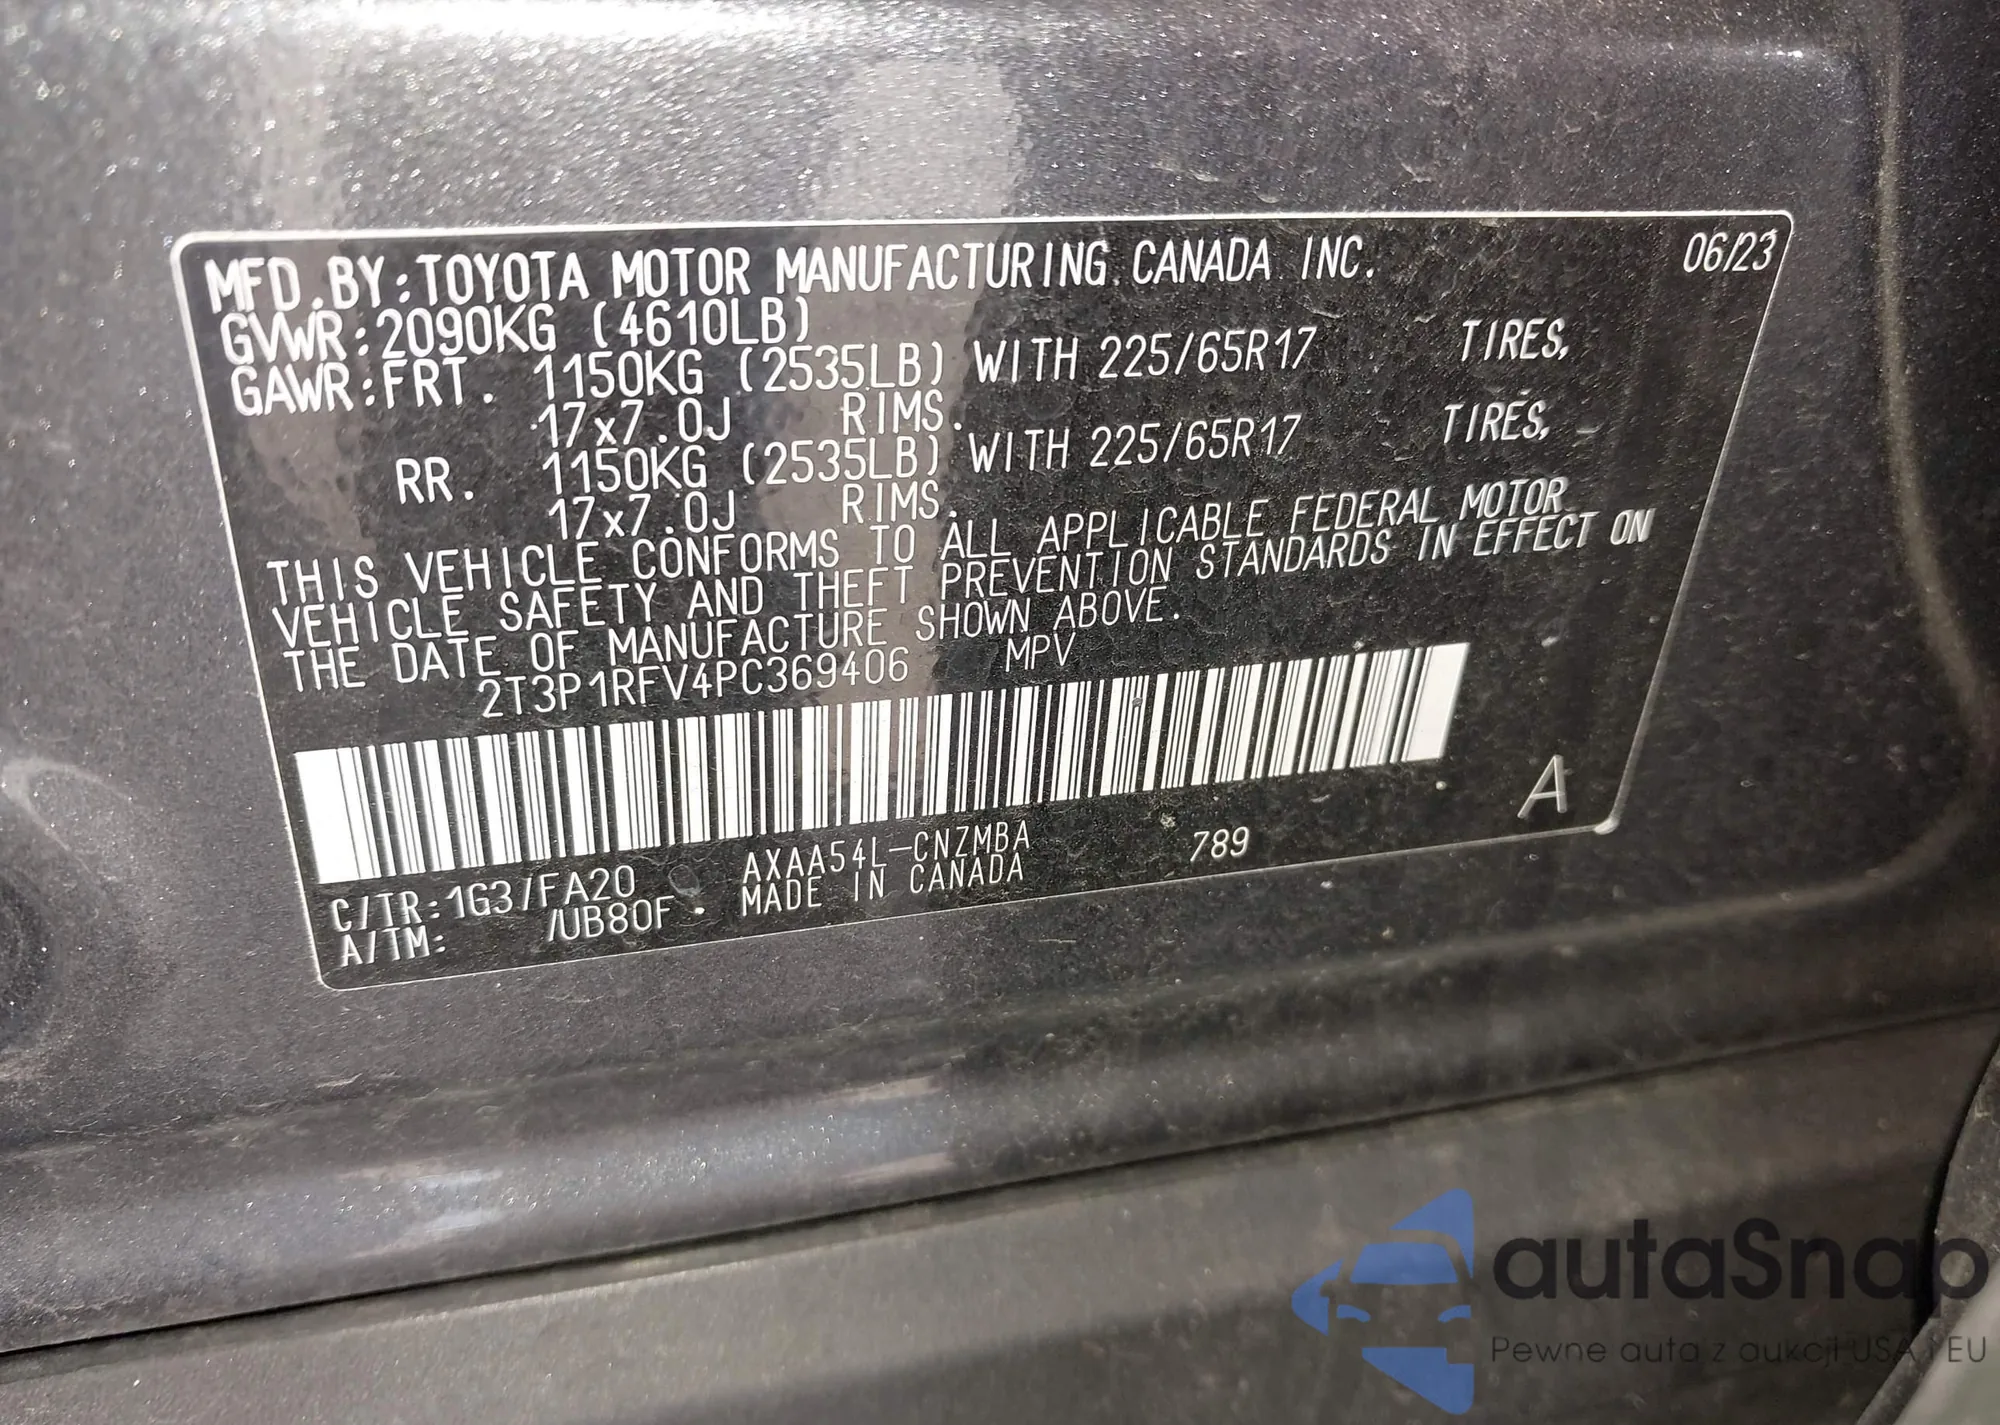 MFD.BY:TOYOTA MOTOR MANUFACTURING CANADA INC. 06/23
GVWR:2090KG (4610LB)
GAWR:FRT. 1150KG (2535LB) WITH 225/65R17 TIRES,
17x7.0J RIMS.
RR. 1150KG (2535LB) WITH 225/65R17 TIRES,
17x7.0J RIMS.
THIS VEHICLE CONFORMS TO ALL APPLICABLE FEDERAL MOTOR
VEHICLE SAFETY AND THEFT PREVENTION STANDARDS IN EFFECT ON
THE DATE OF MANUFACTURE SHOWN ABOVE.
2T3P1RFV4PC369406 MPV
A
C/TR:1G3/FA20 AXAA54L-CNZMBA 789
A/TM: /UB80F MADE IN CANADA
autaSnap
Pewne auta z aukcji USA i EU